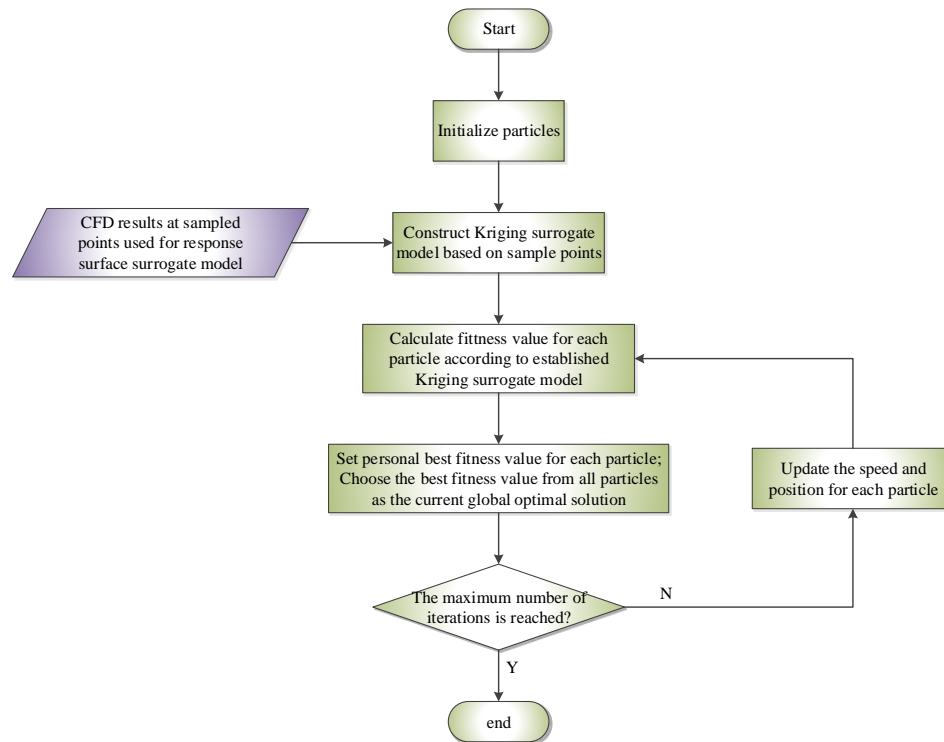 Start
Initialize particles
CFD results at sampled
points used for response
surface surrogate model
Construct Kriging surrogate
model based on sample points
Calculate fittness value for each
particle according to established
Kriging surrogate model
Set personal best fitness value for each particle;
Choose the best fitness value from all particles
as the current global optimal solution
Update the speed and
position for each particle
The maximum number of
iterations is reached?
N
Y
end